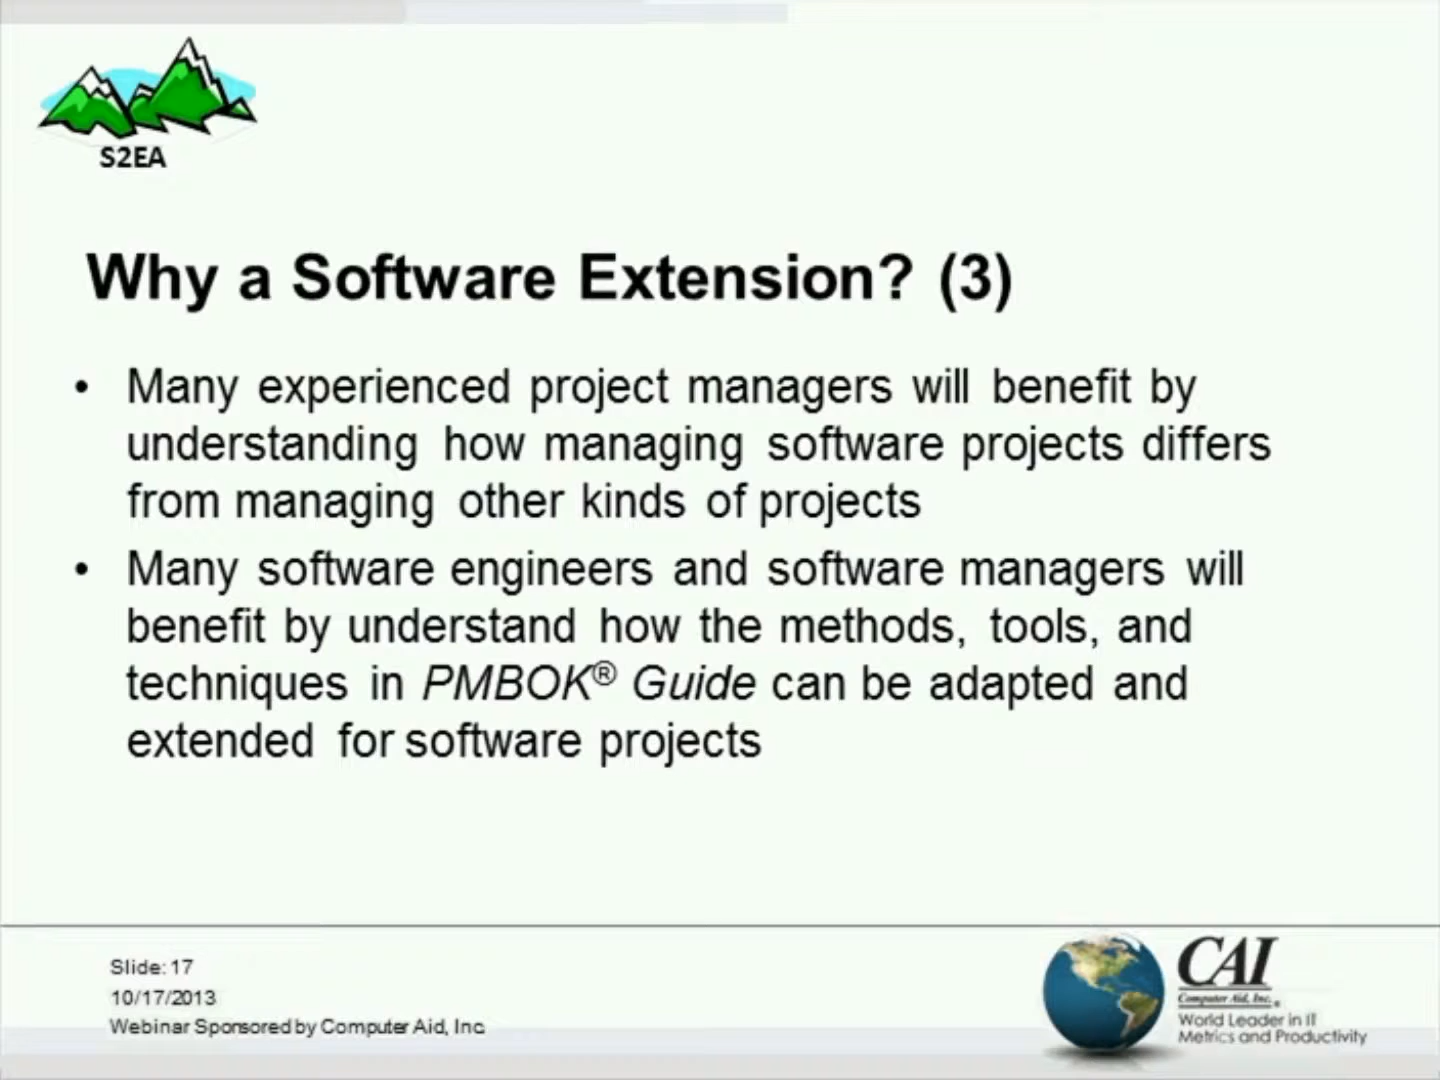 S2EA
Why a Software Extension? (3)
• Many experienced project managers will benefit by
understanding how managing software projects differs
from managing other kinds of projects
• Many software engineers and software managers will
benefit by understand how the methods, tools, and
techniques in PMBOK® Guide can be adapted and
extended for software projects
Slide: 17
10/17/2013
Webinar Sponsored by Computer Aid, Inc
CAI
Computer Aid, Inc.®
World Leader in IT
Metrics and Productivity